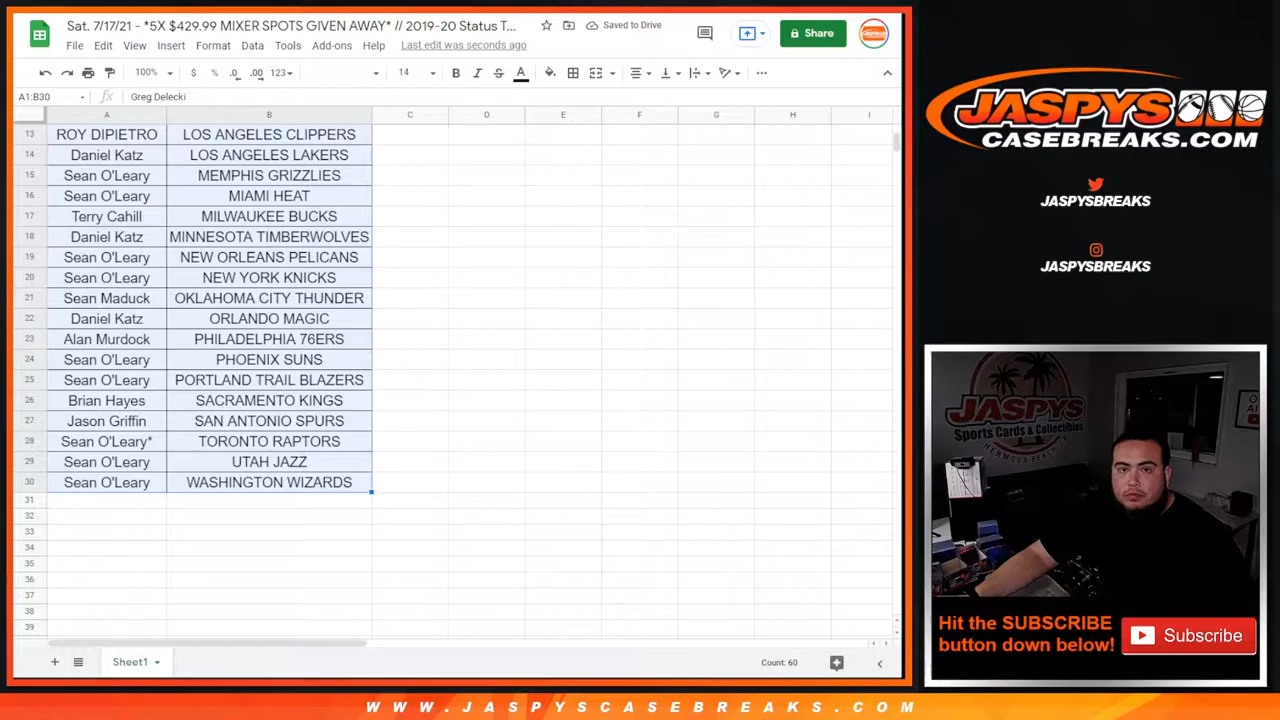 Sat. 7/17/21 - *5X $429.99 MIXER SPOTS GIVEN AWAY* // 2019-20 Status T...
Saved to Drive
Share
File Edit View Insert Format Data Tools Add-ons Help Last edit was seconds ago
100% $ % .0 .00 123 14 B I S A
A1:B30 fx Greg Delecki
A B C D E F G H I
13 ROY DIPIETRO LOS ANGELES CLIPPERS
14 Daniel Katz LOS ANGELES LAKERS
15 Sean O'Leary MEMPHIS GRIZZLIES
16 Sean O'Leary MIAMI HEAT
17 Terry Cahill MILWAUKEE BUCKS
18 Daniel Katz MINNESOTA TIMBERWOLVES
19 Sean O'Leary NEW ORLEANS PELICANS
20 Sean O'Leary NEW YORK KNICKS
21 Sean Maduck OKLAHOMA CITY THUNDER
22 Daniel Katz ORLANDO MAGIC
23 Alan Murdock PHILADELPHIA 76ERS
24 Sean O'Leary PHOENIX SUNS
25 Sean O'Leary PORTLAND TRAIL BLAZERS
26 Brian Hayes SACRAMENTO KINGS
27 Jason Griffin SAN ANTONIO SPURS
28 Sean O'Leary* TORONTO RAPTORS
29 Sean O'Leary UTAH JAZZ
30 Sean O'Leary WASHINGTON WIZARDS
31
32
33
34
35
36
37
38
39
Sheet1
Count: 60
JASPYS
CASEBREAKS.COM
JASPYSBREAKS
JASPYSBREAKS
JASPYS
Sports Cards & Collectibles
HERMOSA BEACH CA
Hit the SUBSCRIBE
button down below!
Subscribe
WWW.JASPYSCASEBREAKS.COM